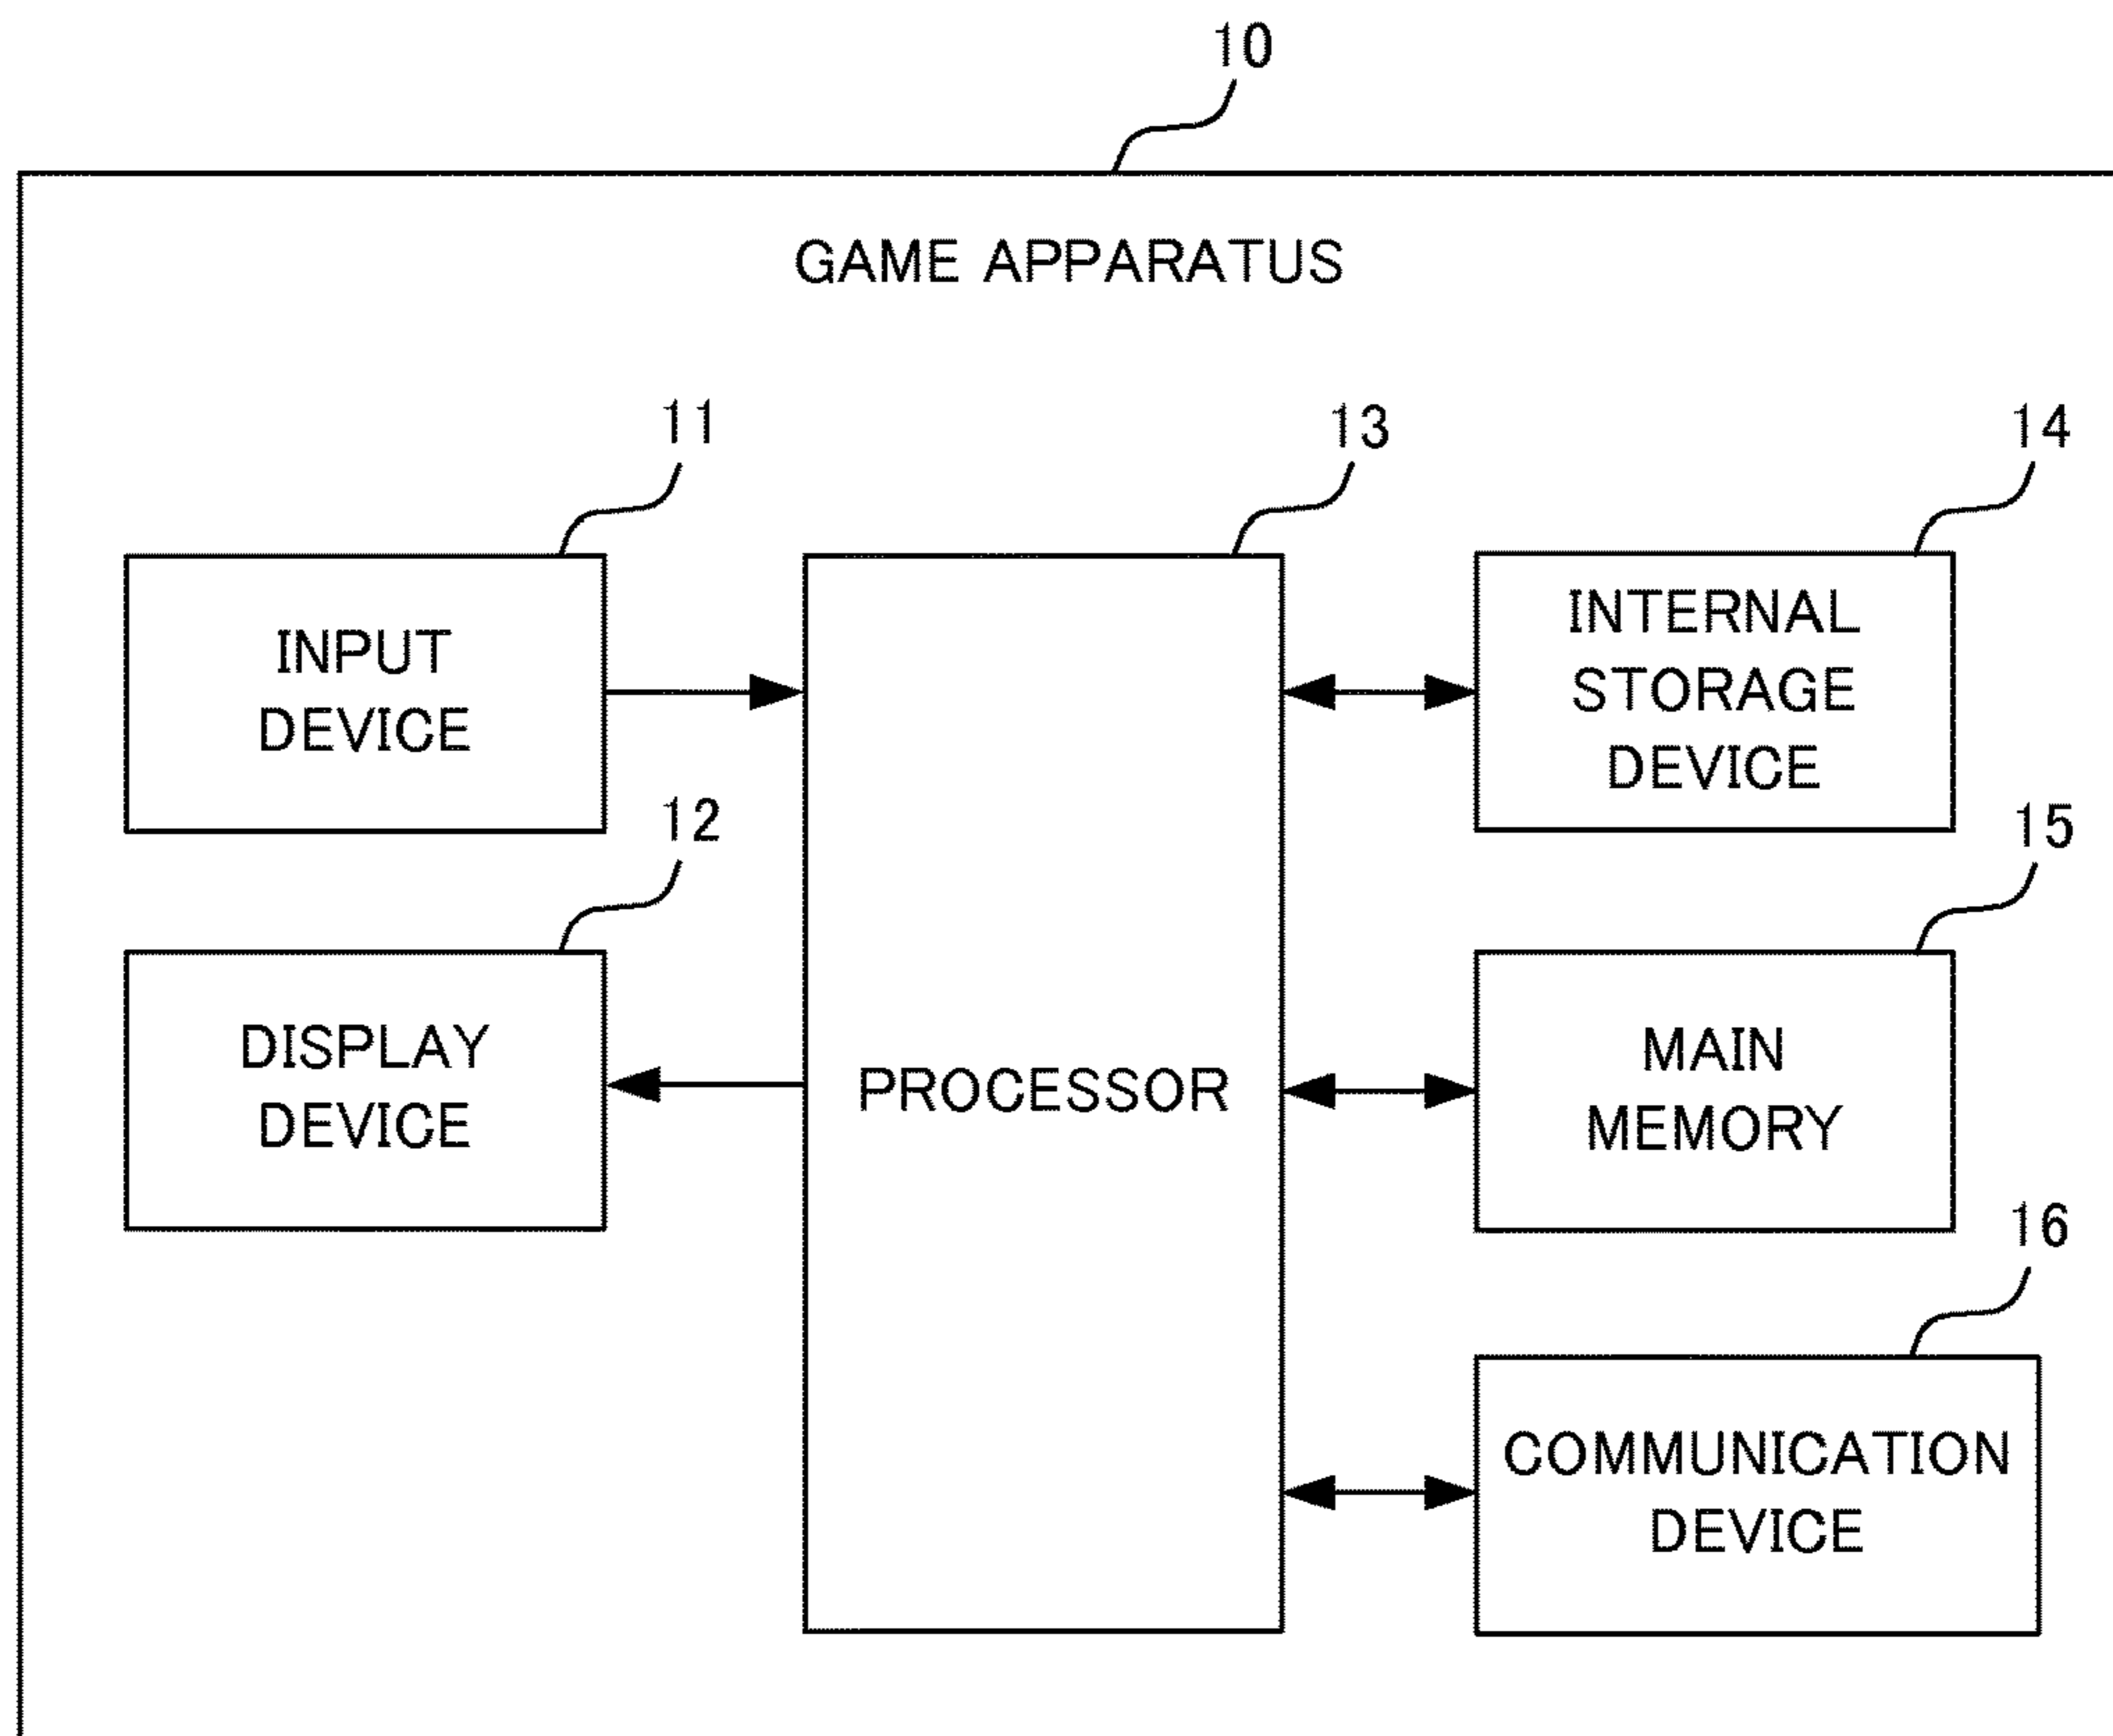 10
GAME APPARATUS
11
INPUT
DEVICE
12
DISPLAY
DEVICE
13
PROCESSOR
14
INTERNAL
STORAGE
DEVICE
15
MAIN
MEMORY
16
COMMUNICATION
DEVICE